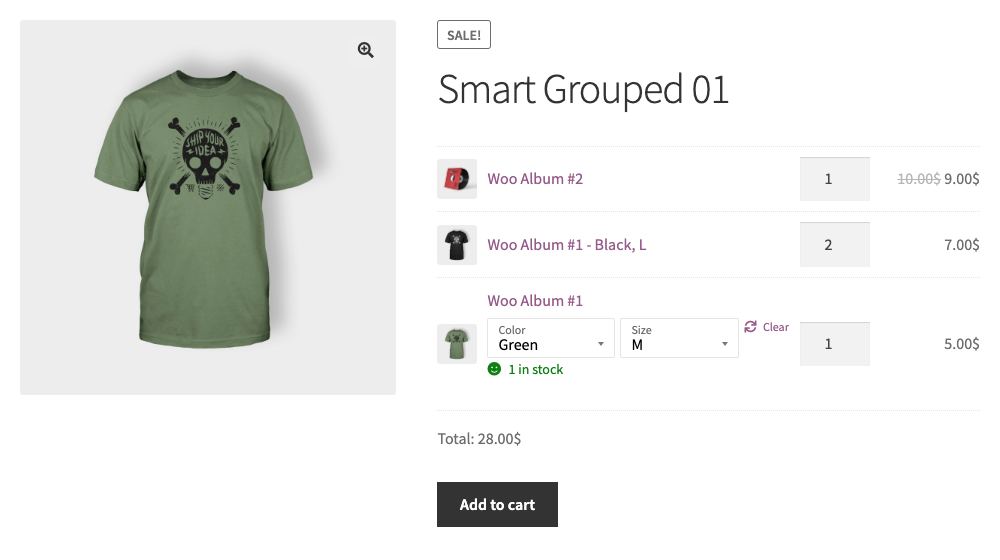 SALE!
Smart Grouped 01
SHIP YOUR
IDEA
Woo Album #2
1
10.00$ 9.00$
Woo Album #1 - Black, L
2
7.00$
Woo Album #1
Color
Green
Size
M
Clear
1
5.00$
1 in stock
Total: 28.00$
Add to cart